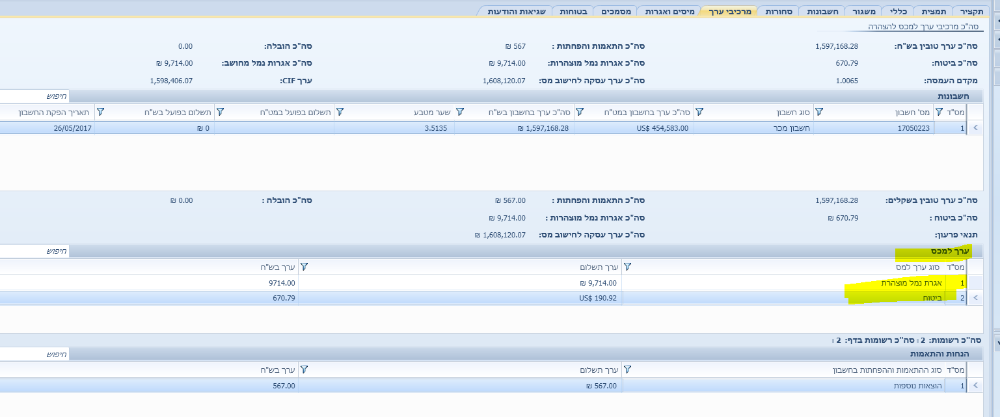 תקציר תמצית כללי משגור חשבונות סחורות מרכיבי ערך מיסים ואגרות מסמכים בטוחות שגיאות והודעות
סה"כ מרכיבי ערך למכס להצהרה
סה"כ ערך טובין בש"ח: 1,597,168.28 סה"כ התאמות והפחתות : 567 ₪ סה"כ הובלה: 0.00
סה"כ ביטוח: 670.79 סה"כ אגרות נמל מוצהרות: 9,714.00 ₪ סה"כ אגרות נמל מחושב: 9,714.00 ₪
מקדם העמסה: 1.0065 סה"כ ערך עסקה לחישוב מס: 1,608,120.07 ערך CIF: 1,598,406.07
חשבונות חיפוש
מס"ד מס' חשבון סוג חשבון סה"כ ערך בחשבון במט"ח סה"כ ערך בחשבון בש"ח שער מטבע תשלום בפועל במט"ח תשלום בפועל בש"ח תאריך הפקת החשבון
1 17050223 חשבון מכר US$ 454,583.00 1,597,168.28 ₪ 3.5135 0 ₪ 26/05/2017
סה"כ ערך טובין בשקלים: 1,597,168.28 סה"כ התאמות והפחתות : 567.00 ₪ סה"כ הובלה : 0.00 ₪
סה"כ ביטוח : 670.79 ₪ סה"כ אגרות נמל מוצהרות : 9,714.00 ₪
תנאי פרעון: סה"כ ערך עסקה לחישוב מס: 1,608,120.07 ₪
ערך למכס חיפוש
מס"ד סוג ערך למס ערך תשלום ערך בש"ח
1 אגרת נמל מוצהרת 9,714.00 ₪ 9714.00
2 ביטוח US$ 190.92 670.79
סה"כ רשומות: 2 סה"כ רשומות בדף: 2
הנחות והתאמות חיפוש
מס"ד סוג ההתאמות וההפחתות בחשבון ערך תשלום ערך בש"ח
1 הוצאות נוספות 567.00 ₪ 567.00